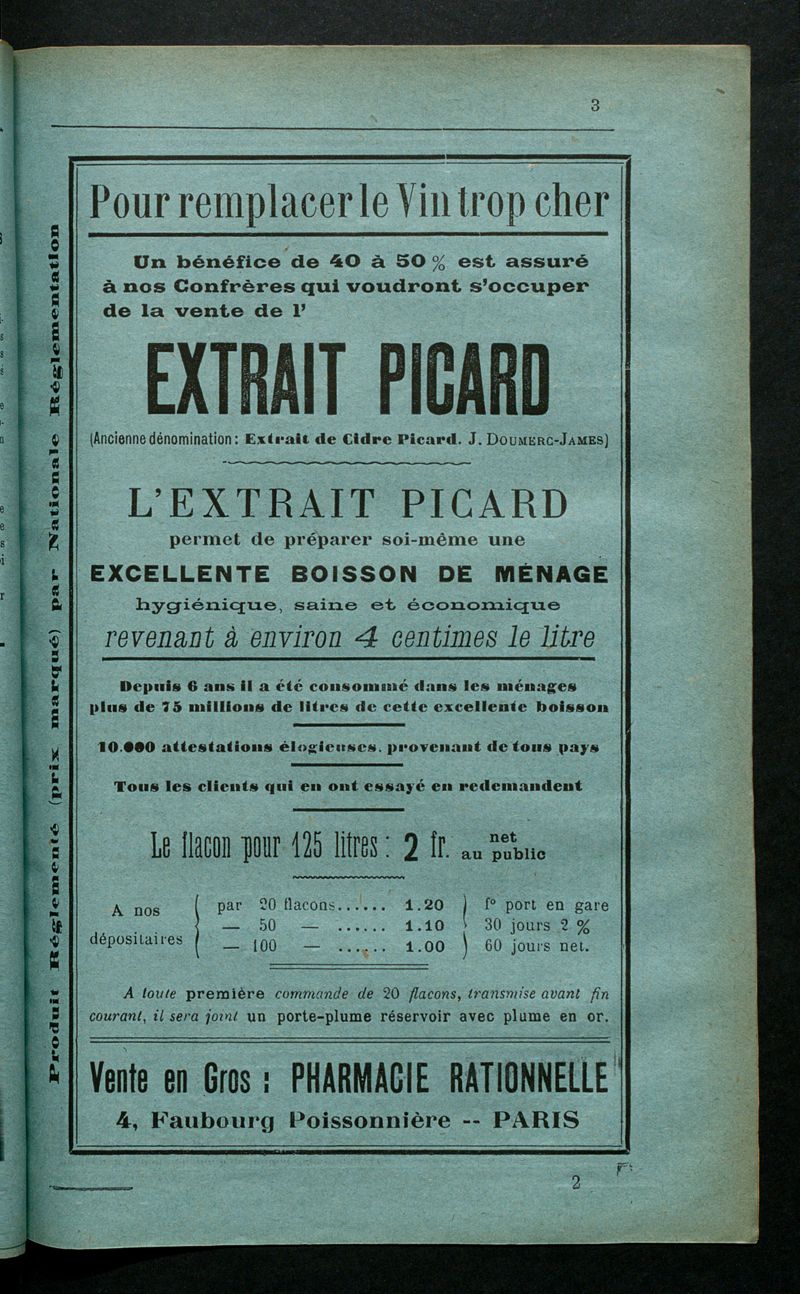 3
Pour remplacer le Vin trop cher
Un bénéfice de 40 à 50 % est assuré
à nos Confrères qui voudront s'occuper
de la vente de l'
EXTRAIT PICARD
(Ancienne dénomination : Extrait de Cidre Picard. J. DOUMERC-JAMES)
L'EXTRAIT PICARD
permet de préparer soi-même une
EXCELLENTE BOISSON DE MÉNAGE
hygiénique, saine et économique
revenant à environ 4 centimes le litre
Depuis 6 ans il a été consommé dans les ménages
plus de 75 millions de litres de cette excellente boisson
10.000 attestations élogieuses, provenant de tous pays
Tous les clients qui en ont essayé en redemandent
Le flacon pour 125 litres : 2 fr. net au public
A nos dépositaires
par 20 flacons...... 1.20
— 50 — ...... 1.10
— 100 — ...... 1.00
f° port en gare
30 jours 2 %
60 jours net.
A toute première commande de 20 flacons, transmise avant fin
courant, il sera joint un porte-plume réservoir avec plume en or.
Vente en Gros : PHARMACIE RATIONNELLE
4, Faubourg Poissonnière -- PARIS
Produit Réglementé (prix marqué) par Nationale Réglementation
2